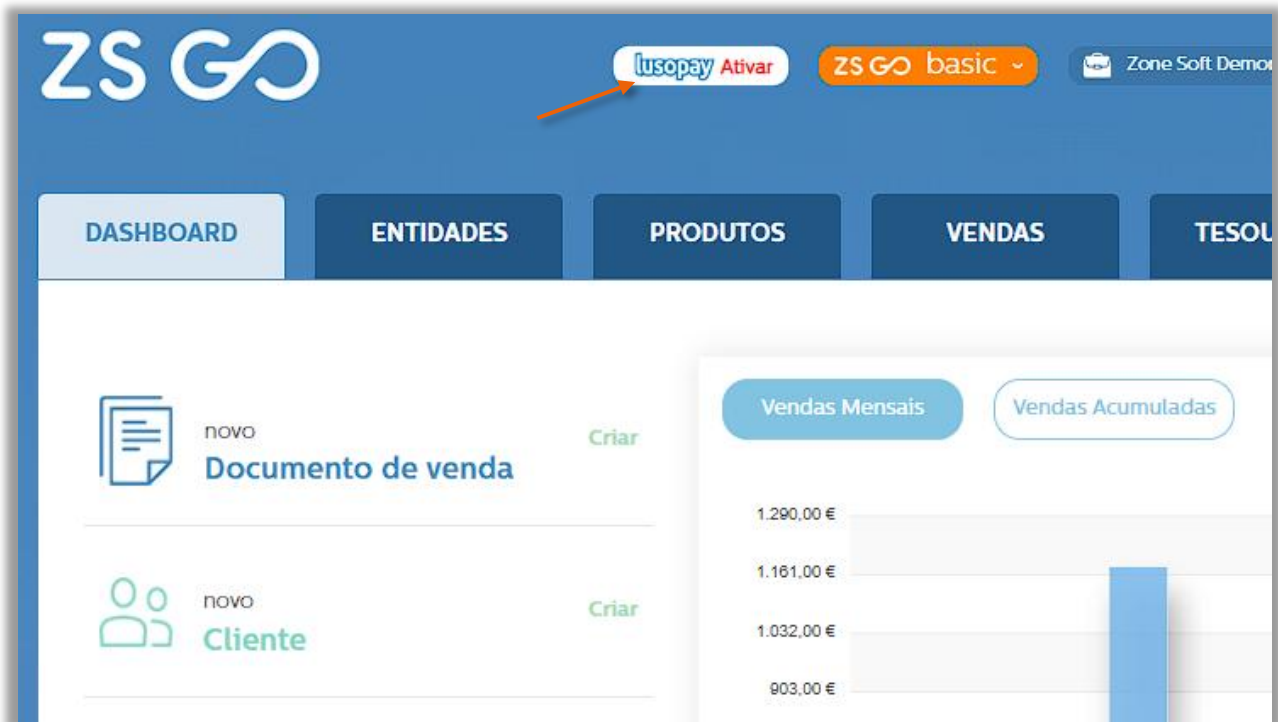 ZS GO
lusopay Ativar
ZS GO basic
Zone Soft Demo
DASHBOARD
ENTIDADES
PRODUTOS
VENDAS
TESOU
novo
Documento de venda
Criar
novo
Cliente
Criar
Vendas Mensais
Vendas Acumuladas
1.290,00 €
1.161,00 €
1.032,00 €
903,00 €